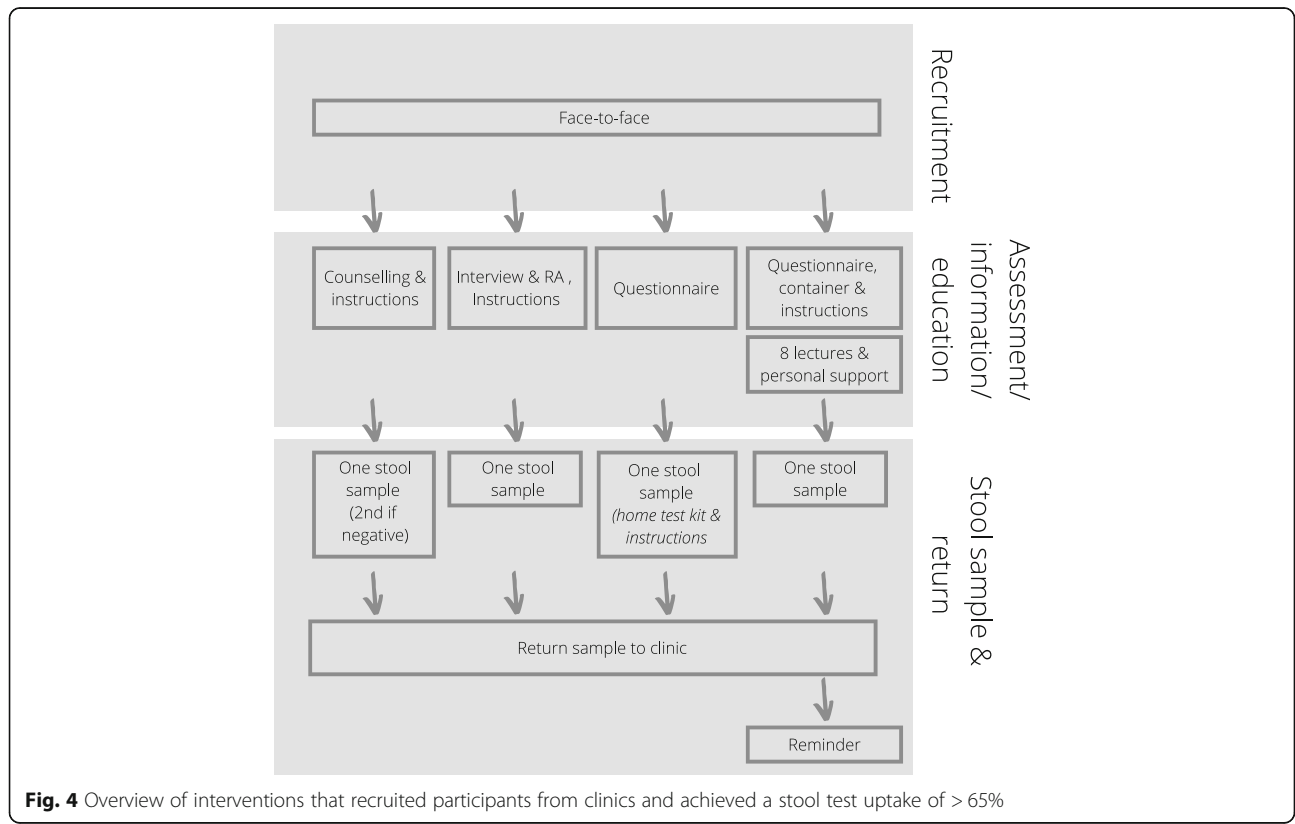 Recruitment
Face-to-face
Assessment/
information/
education
Counselling &
instructions
Interview & RA ,
Instructions
Questionnaire
Questionnaire,
container &
instructions
8 lectures &
personal support
Stool sample &
return
One stool
sample
(2nd if
negative)
One stool
sample
One stool
sample
(home test kit &
instructions
One stool
sample
Return sample to clinic
Reminder
Fig. 4 Overview of interventions that recruited participants from clinics and achieved a stool test uptake of > 65%